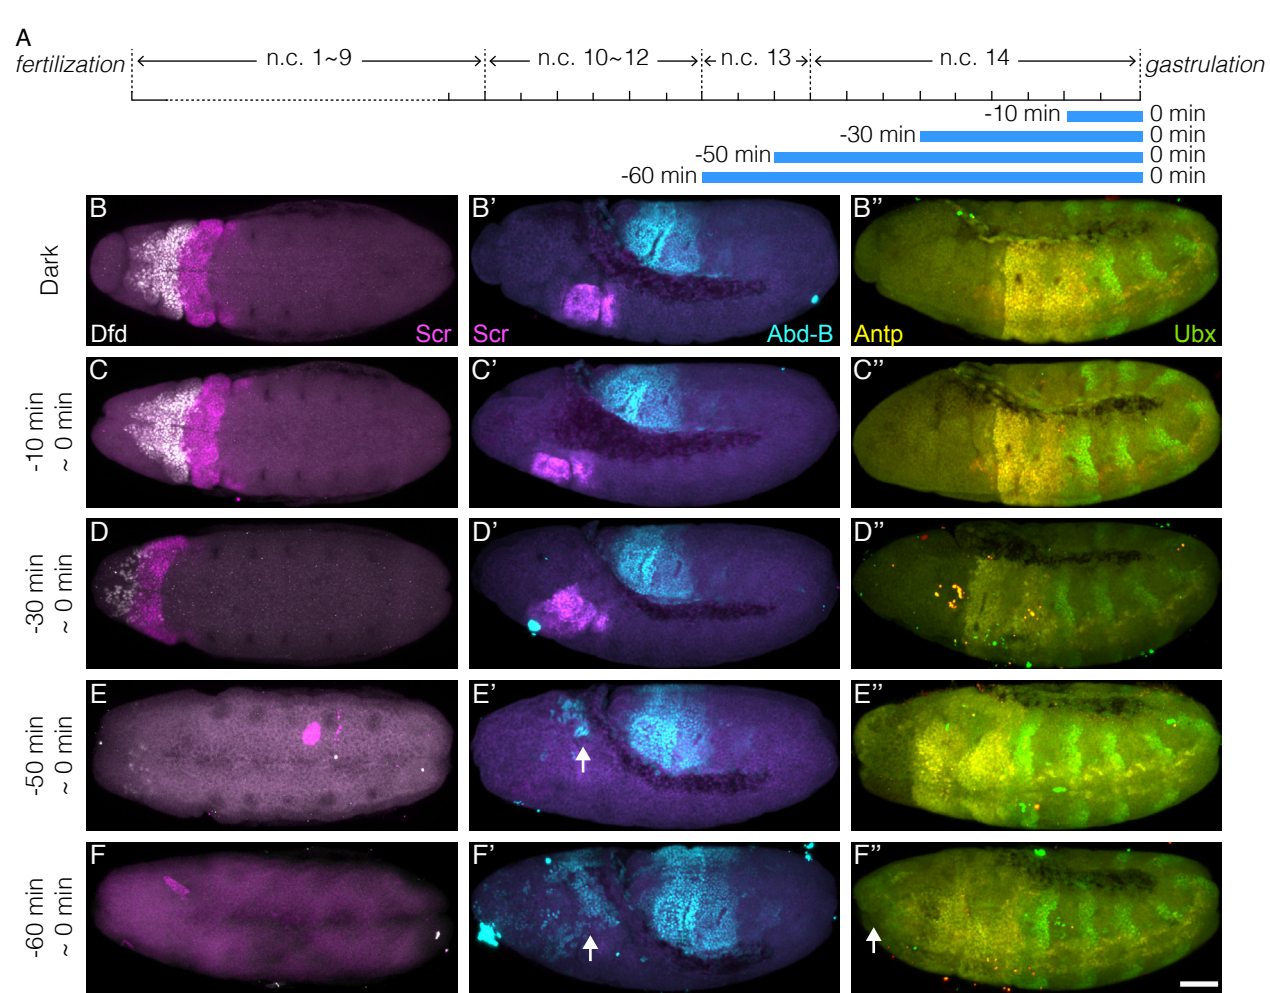 A
fertilization
n.c. 1~9
n.c. 10~12
n.c. 13
n.c. 14
gastrulation
-10 min
0 min
-30 min
0 min
-50 min
0 min
-60 min
0 min
Dark
B
Dfd
Scr
B’
Scr
Abd-B
B’’
Antp
Ubx
-10 min
~ 0 min
C
C’
C’’
-30 min
~ 0 min
D
D’
D’’
-50 min
~ 0 min
E
E’
E’’
-60 min
~ 0 min
F
F’
F’’